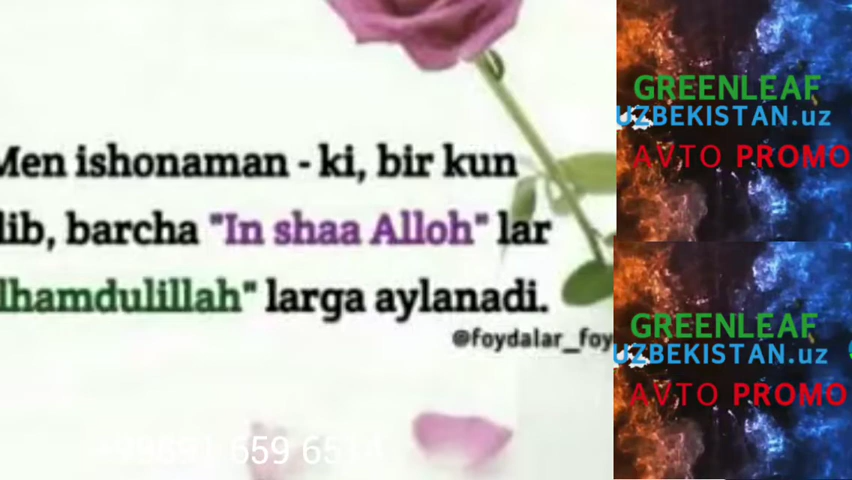 Men ishonaman - ki, bir kun
lib, barcha "In shaa Alloh" lar
lhamdulillah" larga aylanadi.
@foydalar_foy
659
GREENLEAF
UZBEKISTAN.uz
AVTO PROMO
GREENLEAF
UZBEKISTAN.uz
AVTO PROMO